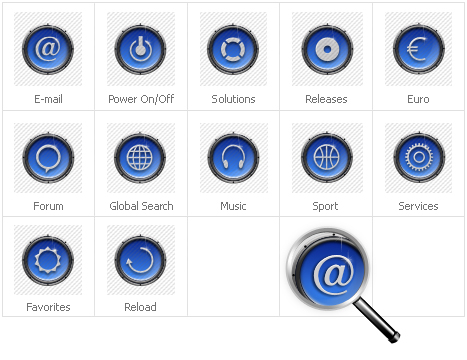 @
€
E-mail Power On/Off Solutions Releases Euro
Forum Global Search Music Sport Services
@
Favorites Reload